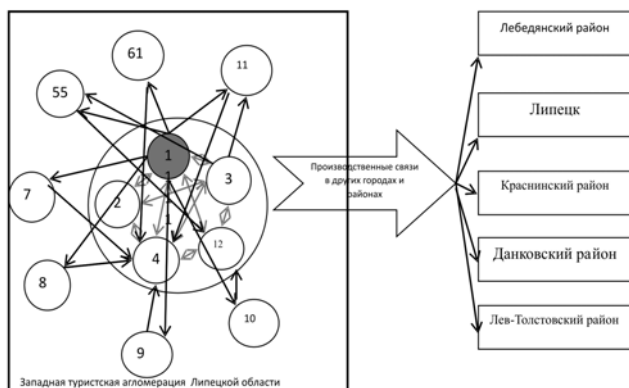 61
11
55
1
3
7
2
1
4
12
8
10
9
Западная туристская агломерация Липецкой области
Производственные связи
в других городах и
районах
Лебедянский район
Липецк
Краснинский район
Данковский район
Лев-Толстовский район